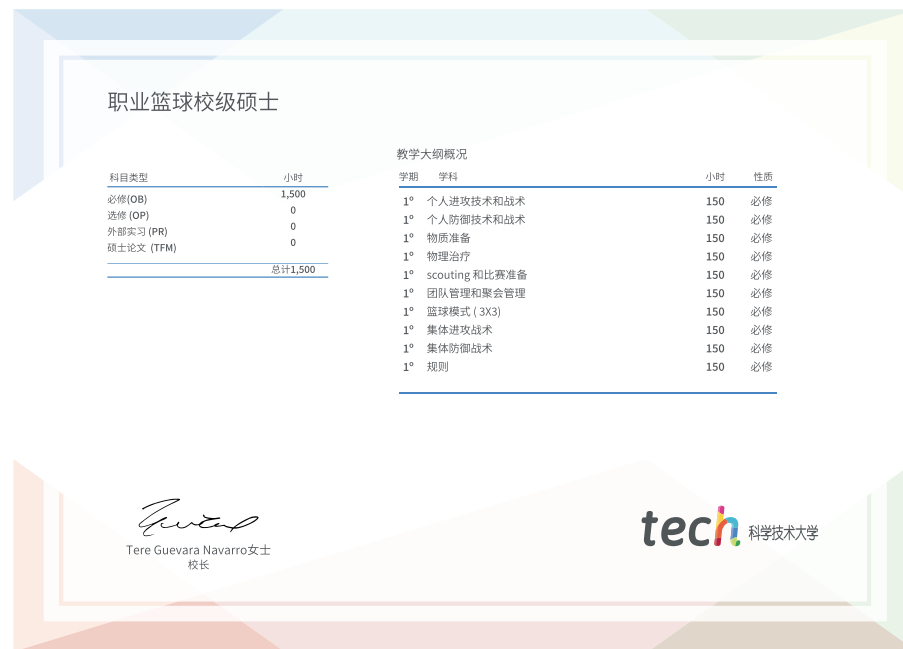 职业篮球校级硕士
科目类型 小时
必修(OB) 1,500
选修 (OP) 0
外部实习 (PR) 0
硕士论文 (TFM) 0
总计1,500
教学大纲概况
学期 学科 小时 性质
1º 个人进攻技术和战术 150 必修
1º 个人防御技术和战术 150 必修
1º 物质准备 150 必修
1º 物理治疗 150 必修
1º scouting 和比赛准备 150 必修
1º 团队管理和聚会管理 150 必修
1º 篮球模式 ( 3X3) 150 必修
1º 集体进攻战术 150 必修
1º 集体防御战术 150 必修
1º 规则 150 必修
Tere Guevara Navarro女士
校长
tech 科学技术大学